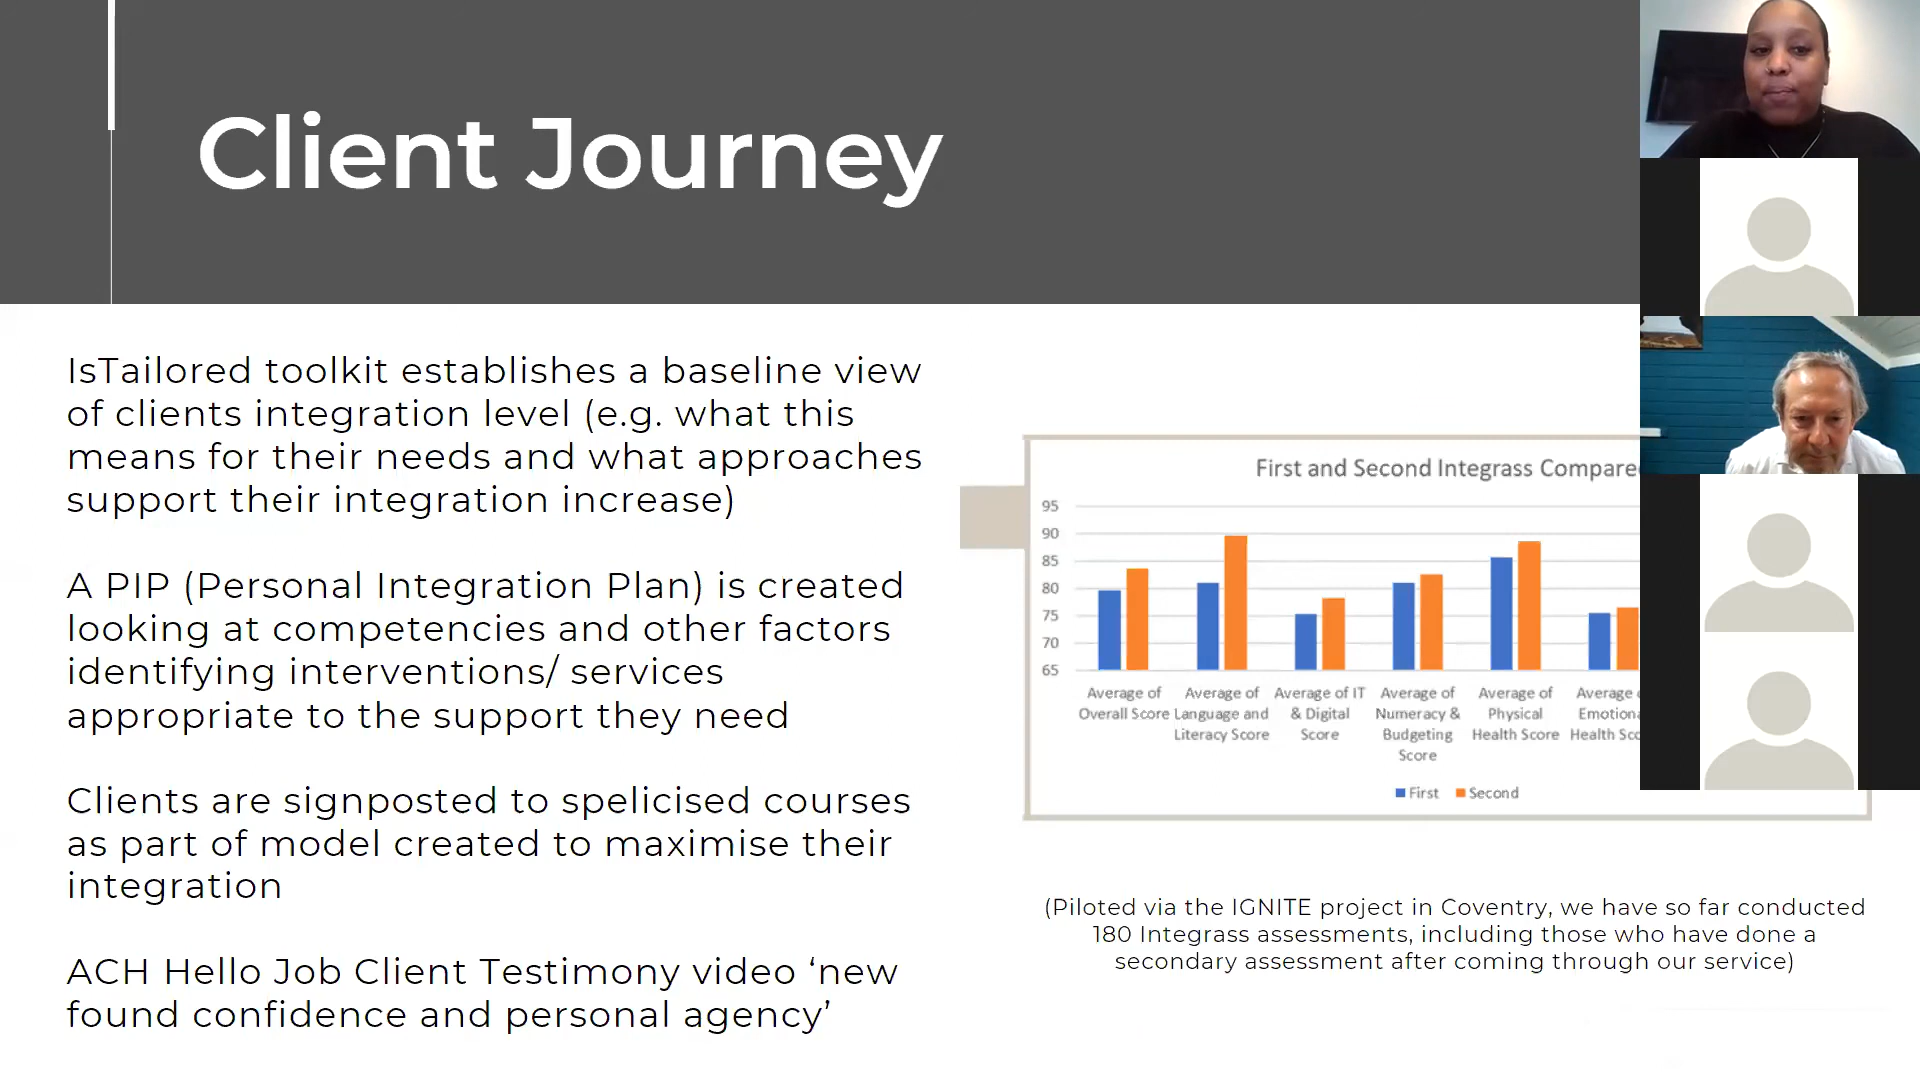 Client Journey
IsTailored toolkit establishes a baseline view
of clients integration level (e.g. what this
means for their needs and what approaches
support their integration increase)
A PIP (Personal Integration Plan) is created
looking at competencies and other factors
identifying interventions/ services
appropriate to the support they need
Clients are signposted to spelicised courses
as part of model created to maximise their
integration
ACH Hello Job Client Testimony video ‘new
found confidence and personal agency’
First and Second Integrass Compared
95
90
85
80
75
70
65
Average of
Overall Score
Average of
Language and
Literacy Score
Average of IT
& Digital
Score
Average of
Numeracy &
Budgeting
Score
Average of
Physical
Health Score
Average
Emotiona
Health Sco
First
Second
(Piloted via the IGNITE project in Coventry, we have so far conducted
180 Integrass assessments, including those who have done a
secondary assessment after coming through our service)